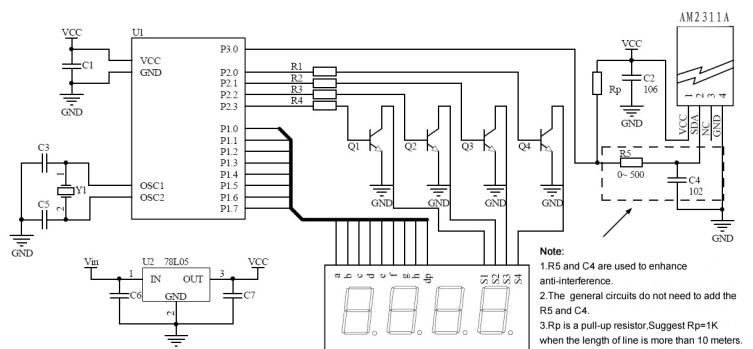 AM2311A
VCC
C1
GND
U1
VCC
GND
OSC1
OSC2
P3.0
P2.0
P2.1
P2.2
P2.3
P1.0
P1.1
P1.2
P1.3
P1.4
P1.5
P1.6
P1.7
R1
R2
R3
R4
Q1
Q2
Q3
Q4
GND
GND
GND
GND
VCC
Rp
C2
106
GND
1
2
3
4
VCC
SDA
NC
GND
R5
0~ 500
C4
102
GND
C3
1
Y1
2
C5
GND
Vin
1
U2 78L05
IN OUT
GND
3
VCC
C6
2
C7
GND
a
b
c
d
e
f
g
h
dp
S1
S2
S3
S4
Note:
1.R5 and C4 are used to enhance
anti-interference.
2.The general circuits do not need to add the
R5 and C4.
3.Rp is a pull-up resistor,Suggest Rp=1K
when the length of line is more than 10 meters.